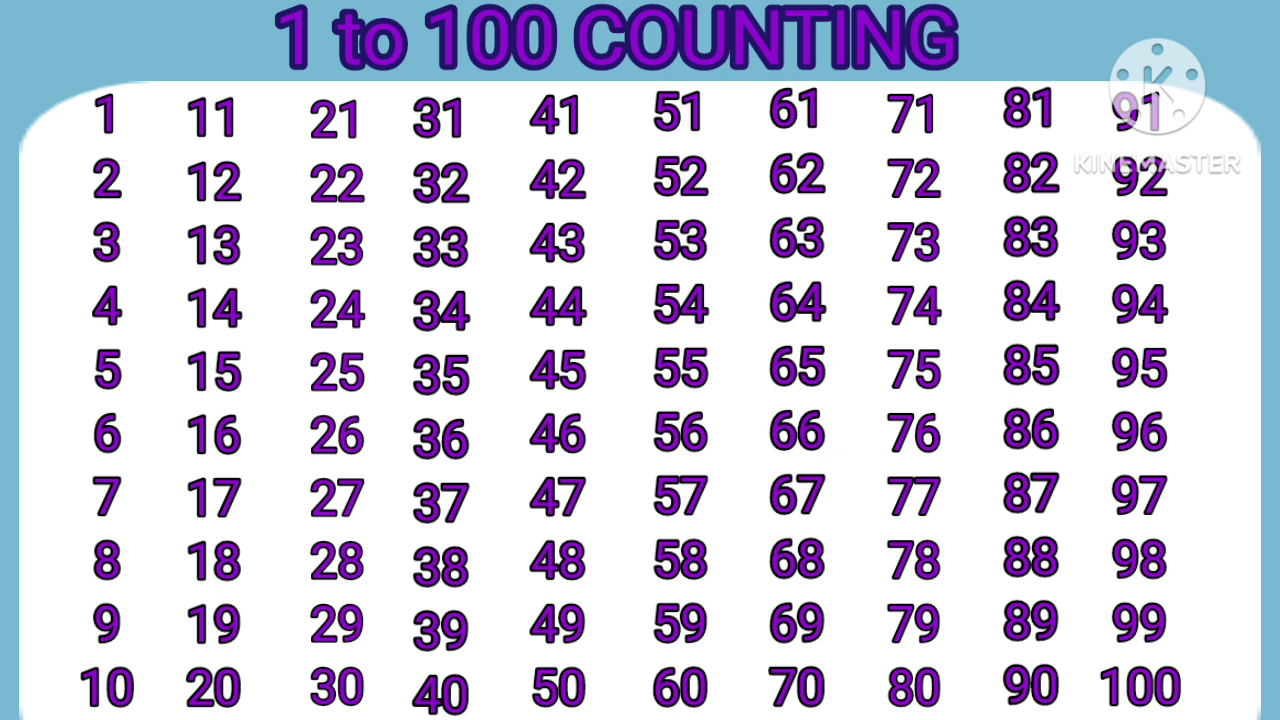 1 to 100 COUNTING
1 11 21 31 41 51 61 71 81 91
KINEMASTER
2 12 22 32 42 52 62 72 82 92
3 13 23 33 43 53 63 73 83 93
4 14 24 34 44 54 64 74 84 94
5 15 25 35 45 55 65 75 85 95
6 16 26 36 46 56 66 76 86 96
7 17 27 37 47 57 67 77 87 97
8 18 28 38 48 58 68 78 88 98
9 19 29 39 49 59 69 79 89 99
10 20 30 40 50 60 70 80 90 100